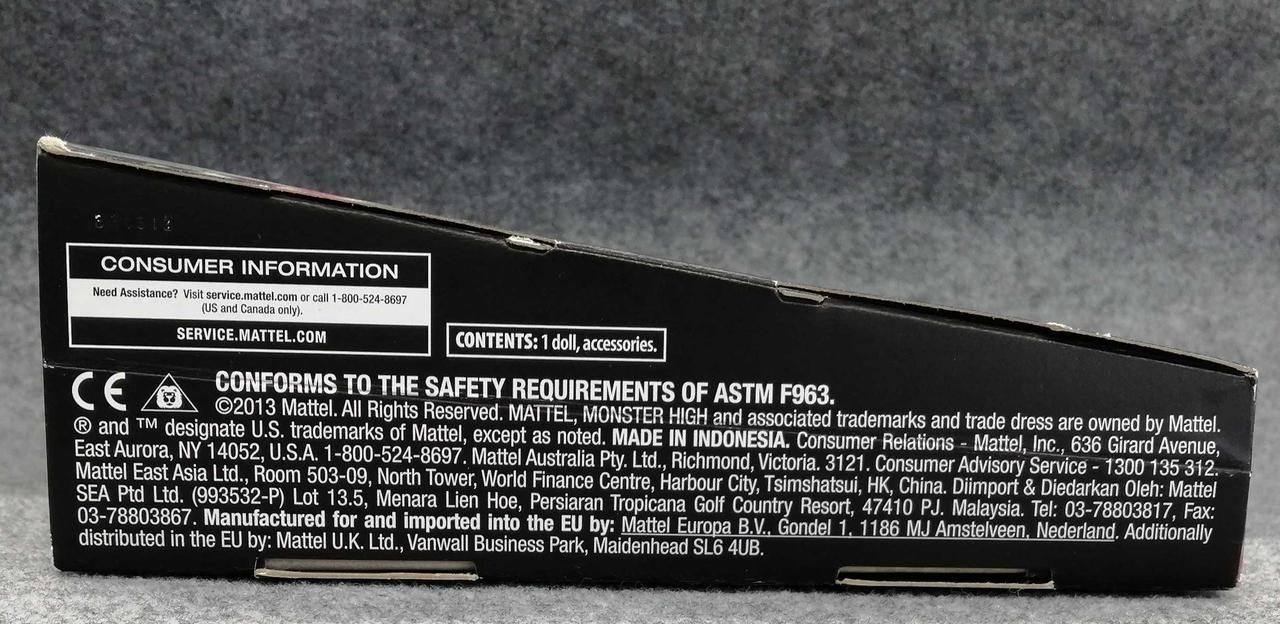 CONSUMER INFORMATION
Need Assistance? Visit service.mattel.com or call 1-800-524-8697
(US and Canada only).
SERVICE.MATTEL.COM
CONTENTS: 1 doll, accessories.
CE
CONFORMS TO THE SAFETY REQUIREMENTS OF ASTM F963.
©2013 Mattel. All Rights Reserved. MATTEL, MONSTER HIGH and associated trademarks and trade dress are owned by Mattel.
® and ™ designate U.S. trademarks of Mattel, except as noted. MADE IN INDONESIA. Consumer Relations - Mattel, Inc., 636 Girard Avenue,
East Aurora, NY 14052, U.S.A. 1-800-524-8697. Mattel Australia Pty. Ltd., Richmond, Victoria. 3121. Consumer Advisory Service - 1300 135 312.
Mattel East Asia Ltd., Room 503-09, North Tower, World Finance Centre, Harbour City, Tsimshatsui, HK, China. Diimport & Diedarkan Oleh: Mattel
SEA Ptd Ltd. (993532-P) Lot 13.5, Menara Lien Hoe, Persiaran Tropicana Golf Country Resort, 47410 PJ. Malaysia. Tel: 03-78803817, Fax:
03-78803867. Manufactured for and imported into the EU by: Mattel Europa B.V., Gondel 1, 1186 MJ Amstelveen, Nederland. Additionally
distributed in the EU by: Mattel U.K. Ltd., Vanwall Business Park, Maidenhead SL6 4UB.